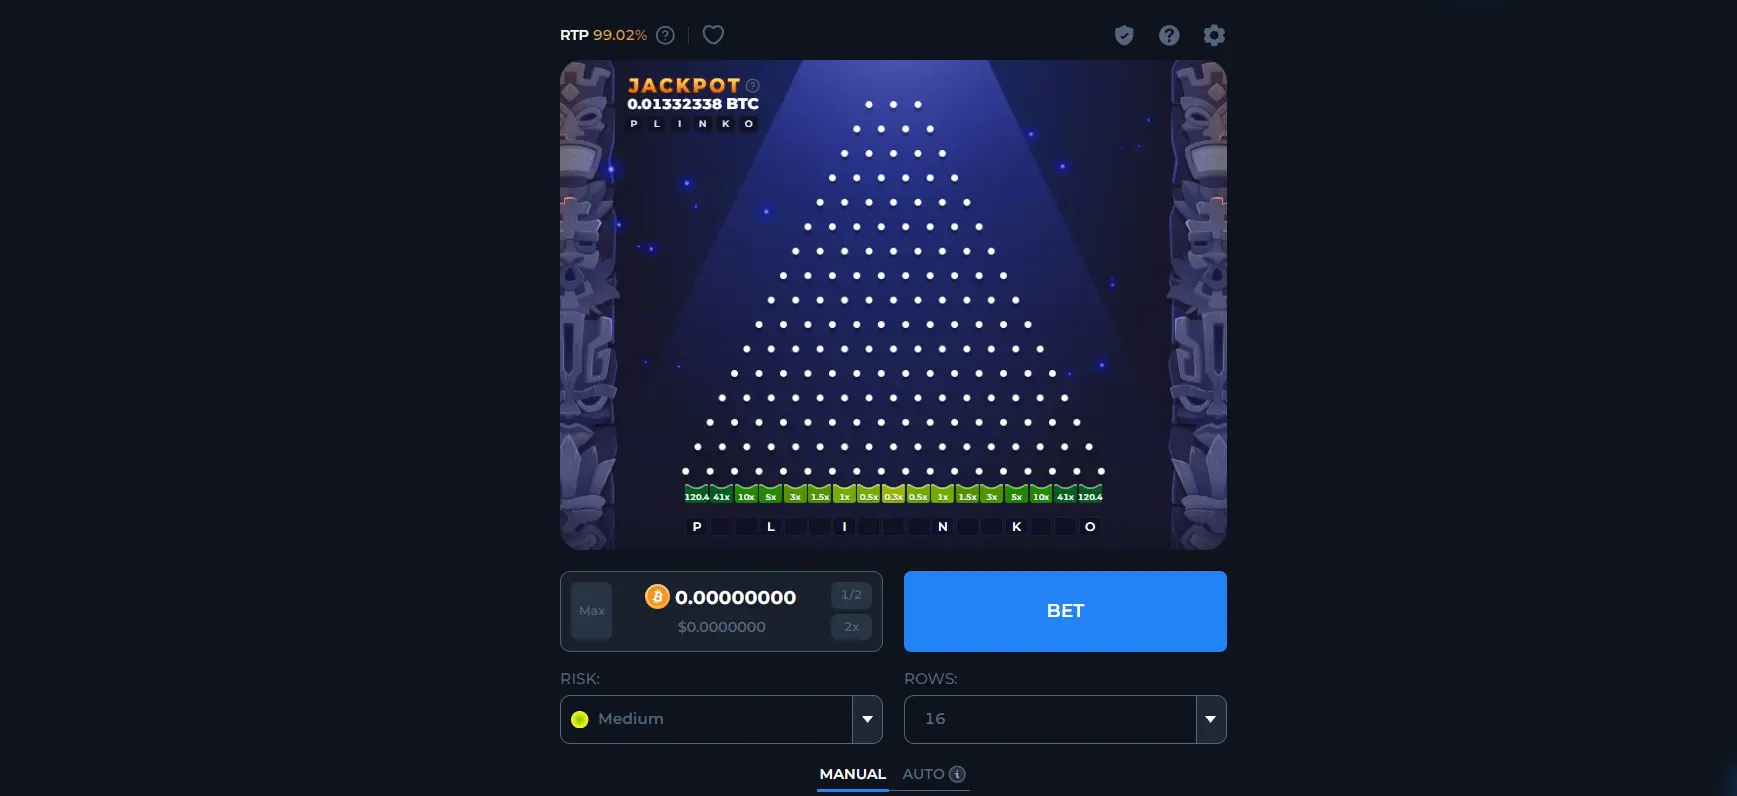 RTP 99.02%
JACKPOT
0.01332338 BTC
P L I N K O
120.4 41x 10x 5x 3x 1.5x 1x 0.5x 0.3x 0.5x 1x 1.5x 3x 5x 10x 41x 120.4
P L I N K O
Max 0.00000000 1/2
$0.0000000 2x
BET
RISK: ROWS:
Medium 16
MANUAL AUTO